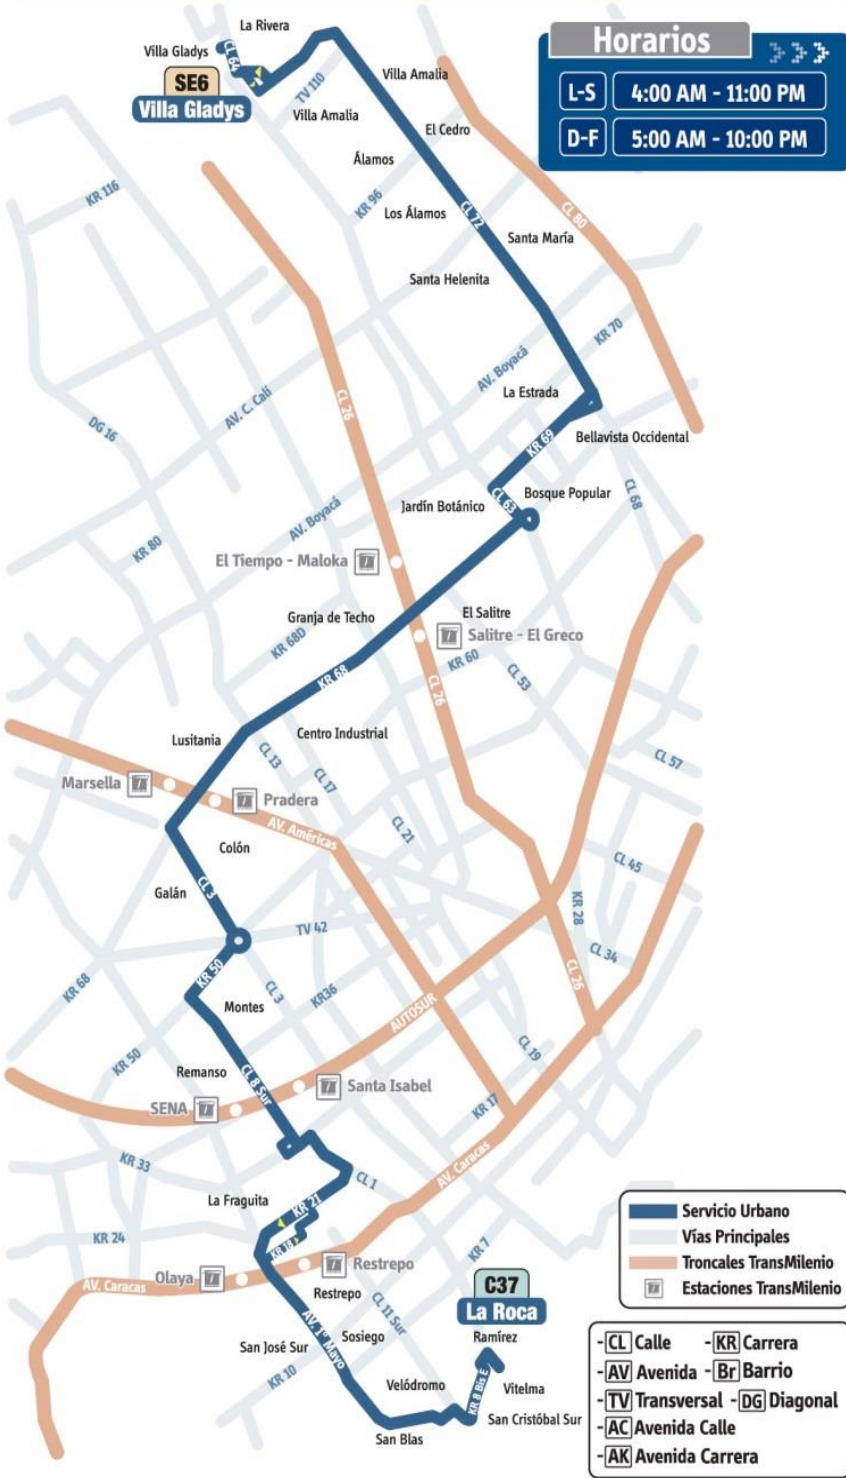 Horarios
L-S 4:00 AM - 11:00 PM
D-F 5:00 AM - 10:00 PM
La Rivera
Villa Gladys
CL 64
SE6
Villa Gladys
TV 110
Villa Amalia
Villa Amalia
El Cedro
Álamos
KR 116
KR 96
Los Álamos
CL 72
CL 80
Santa María
Santa Helenita
KR 70
AV. Boyacá
La Estrada
CL 26
AV. C. Cali
DG 16
KR 69
Bellavista Occidental
CL 63
Bosque Popular
CL 68
Jardín Botánico
AV. Boyacá
KR 80
El Tiempo - Maloka
Granja de Techo
El Salitre
Salitre - El Greco
KR 68D
KR 60
CL 53
KR 68
CL 26
Lusitania
Centro Industrial
CL 13
CL 17
CL 57
Marsella
Pradera
AV. Américas
CL 21
Colón
CL 45
Galán
CL 3
KR 28
TV 42
CL 34
KR 68
KR 50
CL 3
KR36
CL 26
Montes
AUTOSUR
KR 50
CL 19
Remanso
CL 8 Sur
Santa Isabel
SENA
KR 17
KR 33
CL 1
AV. Caracas
La Fraguita
KR 21
KR 24
KR 18
KR 7
Olaya
Restrepo
AV. Caracas
Restrepo
C37
La Roca
CL 11 Sur
AV. 1º Mayo
Sosiego
San José Sur
Ramírez
KR 10
Velódromo
KR 8 Bis E
Vitelma
San Cristóbal Sur
San Blas
Servicio Urbano
Vías Principales
Troncales TransMilenio
Estaciones TransMilenio
-CL Calle -KR Carrera
-AV Avenida -Br Barrio
-TV Transversal -DG Diagonal
-AC Avenida Calle
-AK Avenida Carrera